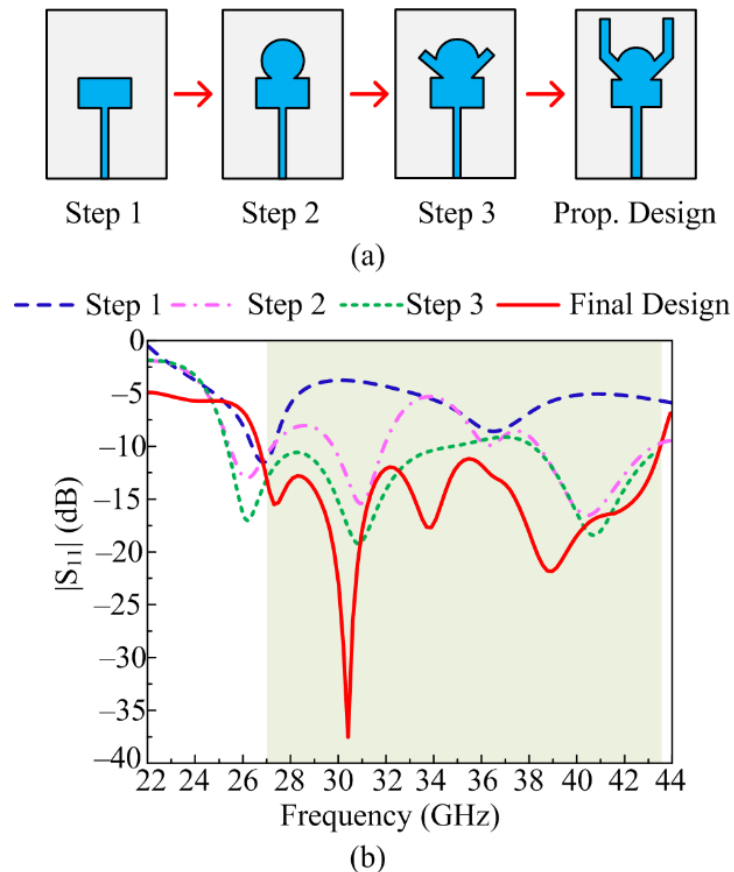 Step 1 Step 2 Step 3 Prop. Design
(a)
Step 1 Step 2 Step 3 Final Design
0
−5
−10
−15
−20
−25
−30
−35
−40
|S₁₁| (dB)
22 24 26 28 30 32 34 36 38 40 42 44
Frequency (GHz)
(b)